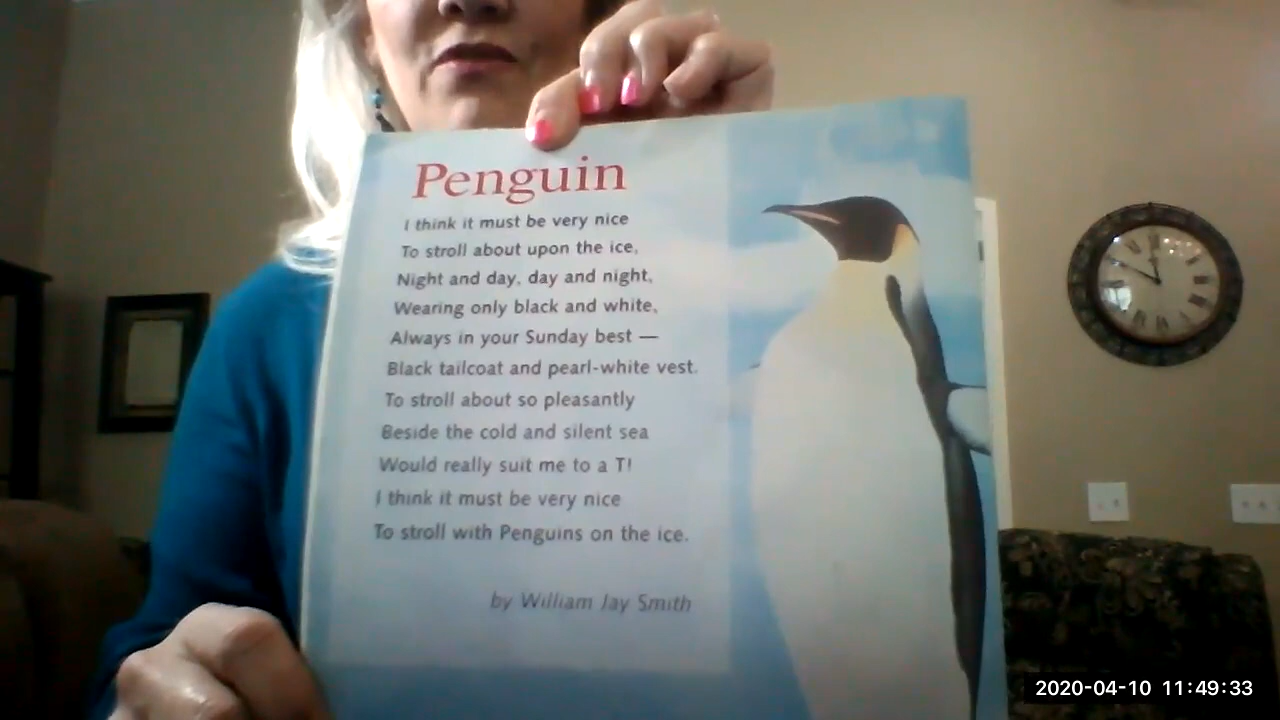 Penguin
I think it must be very nice
To stroll about upon the ice,
Night and day, day and night,
Wearing only black and white,
Always in your Sunday best —
Black tailcoat and pearl-white vest.
To stroll about so pleasantly
Beside the cold and silent sea
Would really suit me to a T!
I think it must be very nice
To stroll with Penguins on the ice.
by William Jay Smith
2020-04-10 11:49:33